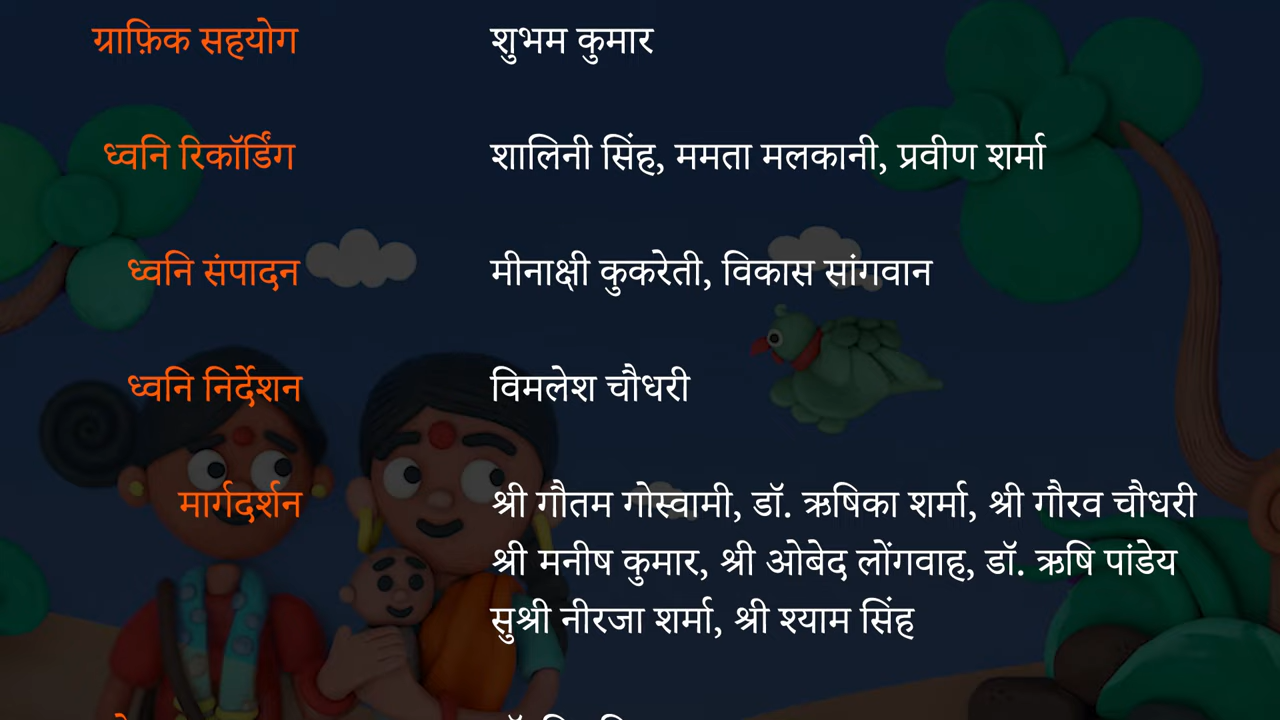 ग्राफ़िक सहयोग शुभम कुमार
ध्वनि रिकॉर्डिंग शालिनी सिंह, ममता मलकानी, प्रवीण शर्मा
ध्वनि संपादन मीनाक्षी कुकरेती, विकास सांगवान
ध्वनि निर्देशन विमलेश चौधरी
मार्गदर्शन श्री गौतम गोस्वामी, डॉ. ऋषिका शर्मा, श्री गौरव चौधरी
श्री मनीष कुमार, श्री ओबेद लोंगवाह, डॉ. ऋषि पांडेय
सुश्री नीरजा शर्मा, श्री श्याम सिंह